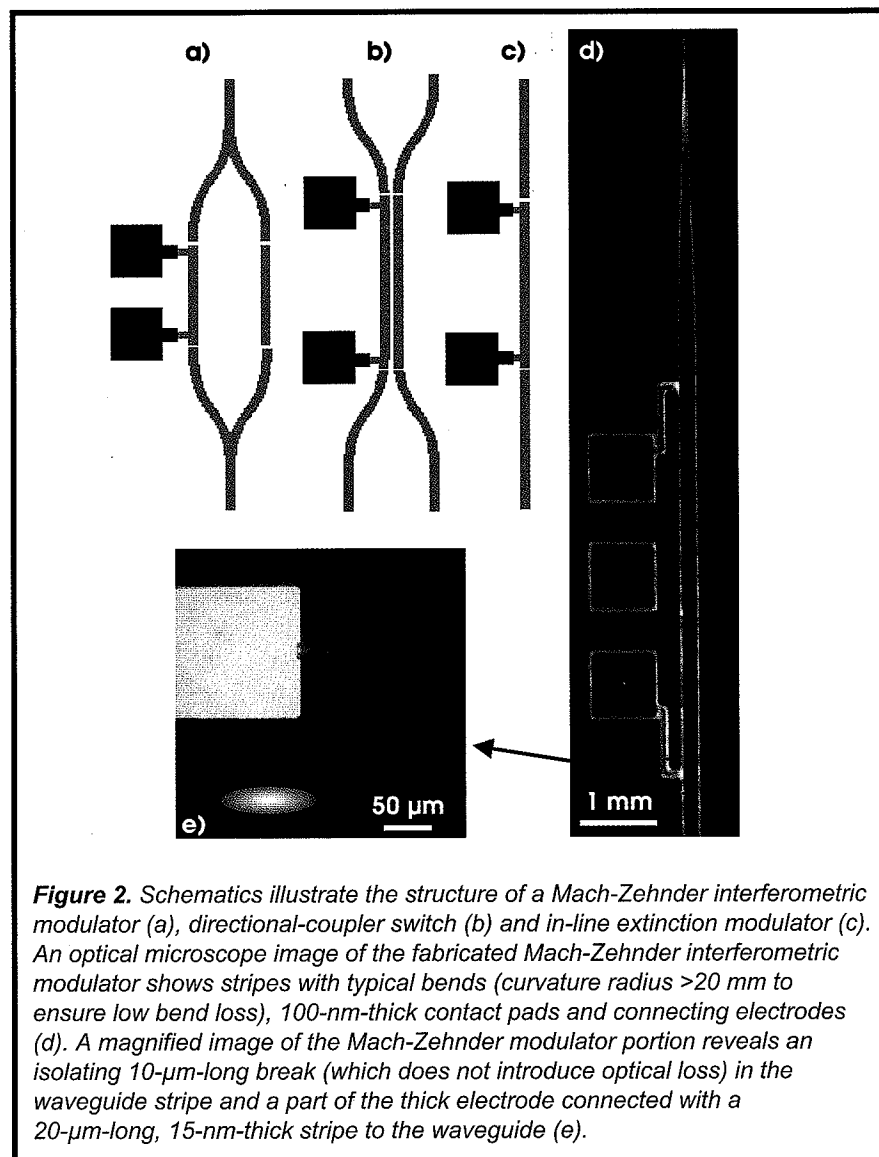 a)
b)
c)
d)
e)
50 µm
1 mm
Figure 2. Schematics illustrate the structure of a Mach-Zehnder interferometric
modulator (a), directional-coupler switch (b) and in-line extinction modulator (c).
An optical microscope image of the fabricated Mach-Zehnder interferometric
modulator shows stripes with typical bends (curvature radius >20 mm to
ensure low bend loss), 100-nm-thick contact pads and connecting electrodes
(d). A magnified image of the Mach-Zehnder modulator portion reveals an
isolating 10-µm-long break (which does not introduce optical loss) in the
waveguide stripe and a part of the thick electrode connected with a
20-µm-long, 15-nm-thick stripe to the waveguide (e).